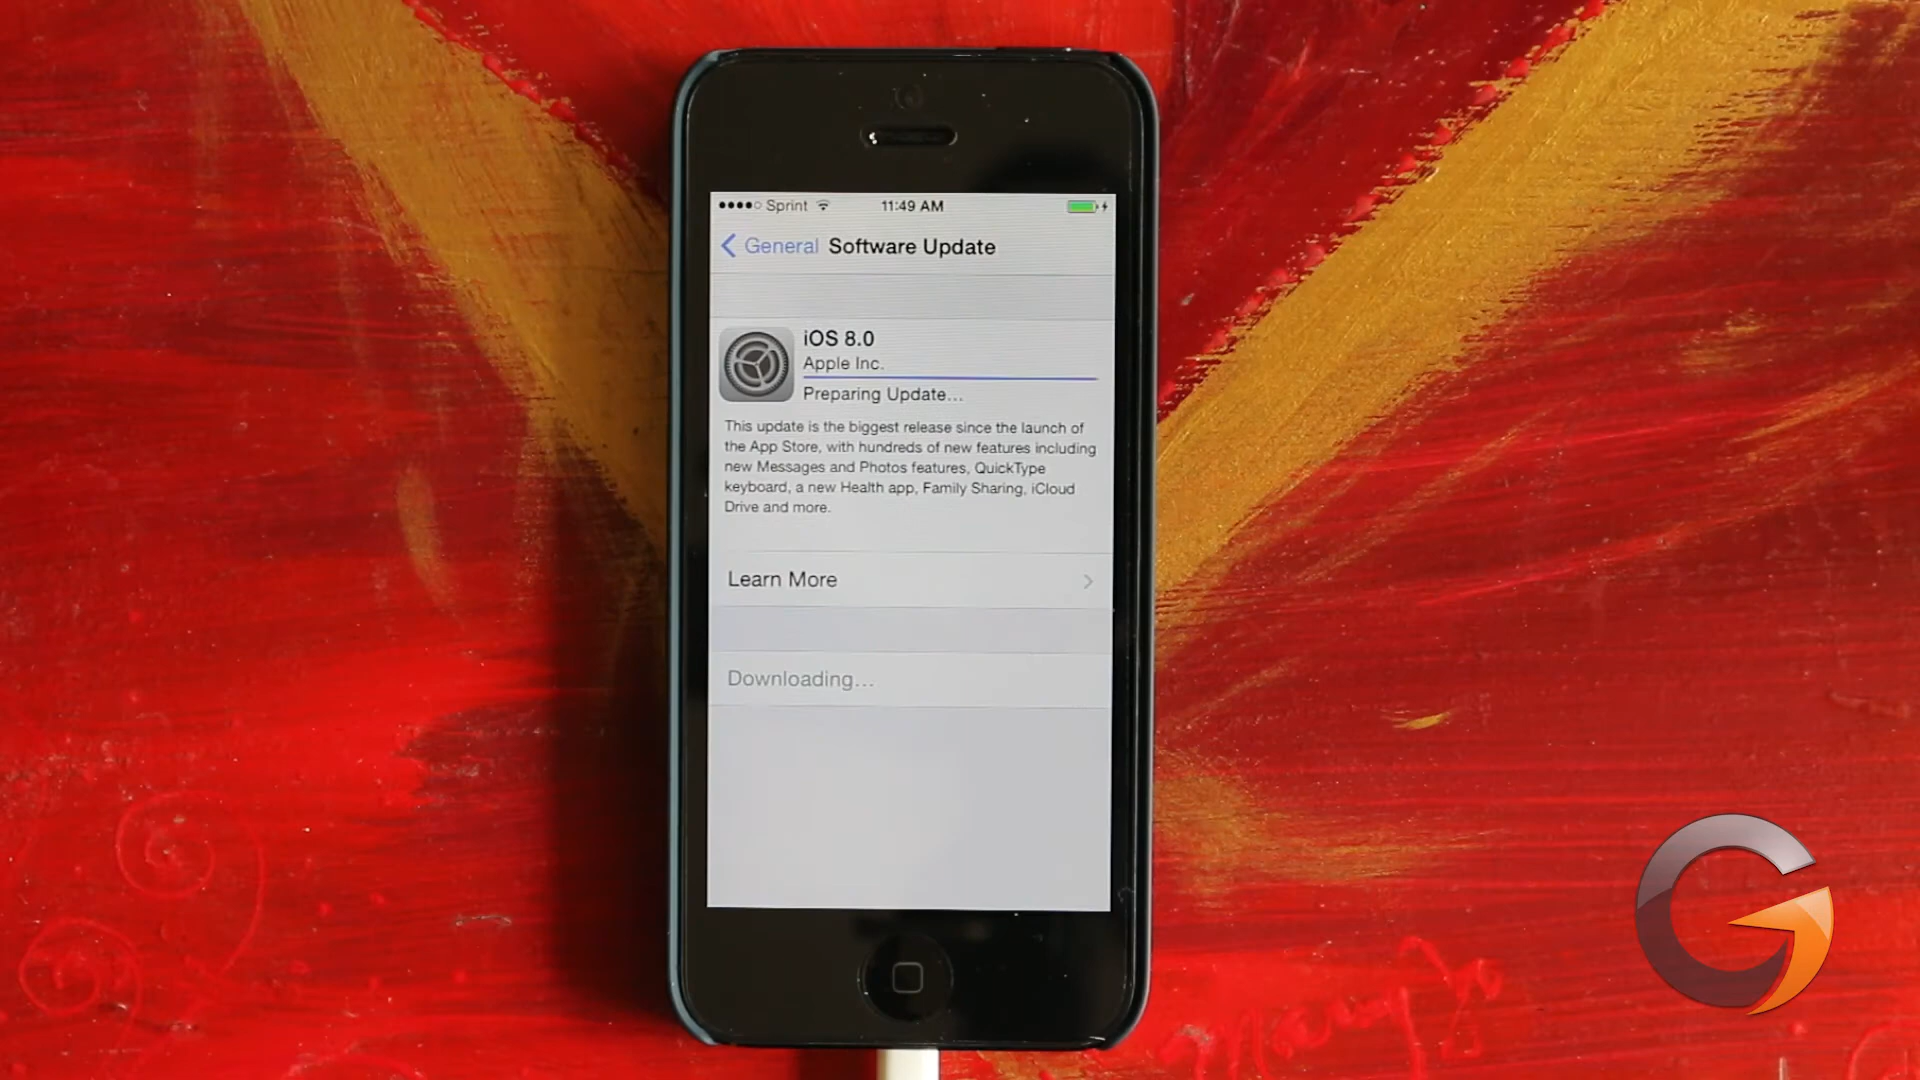 Sprint 11:49 AM
General Software Update
iOS 8.0
Apple Inc.
Preparing Update...
This update is the biggest release since the launch of
the App Store, with hundreds of new features including
new Messages and Photos features, QuickType
keyboard, a new Health app, Family Sharing, iCloud
Drive and more.
Learn More
Downloading...